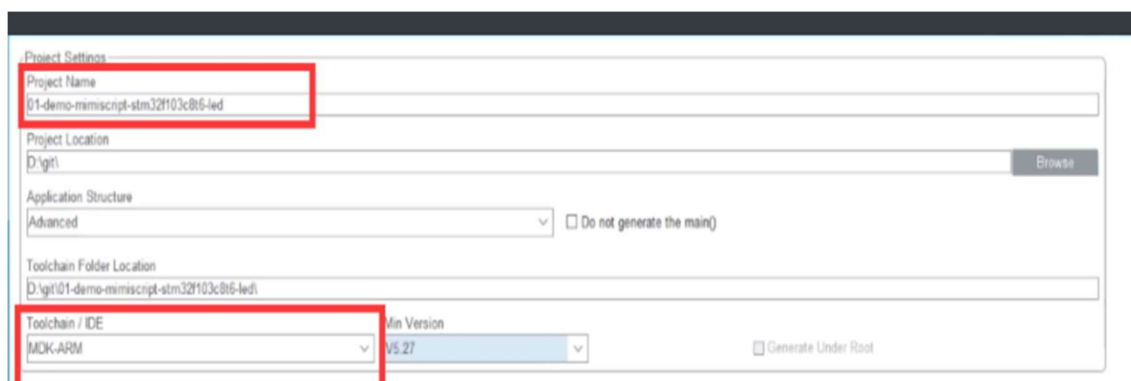 Project Settings
Project Name
01-demo-mimiscript-stm32f103c8t6-led
Project Location
D:\git\
Browse
Application Structure
Advanced
Do not generate the main()
Toolchain Folder Location
D:\git\01-demo-mimiscript-stm32f103c8t6-led\
Toolchain / IDE
Min Version
MDK-ARM
V5.27
Generate Under Root